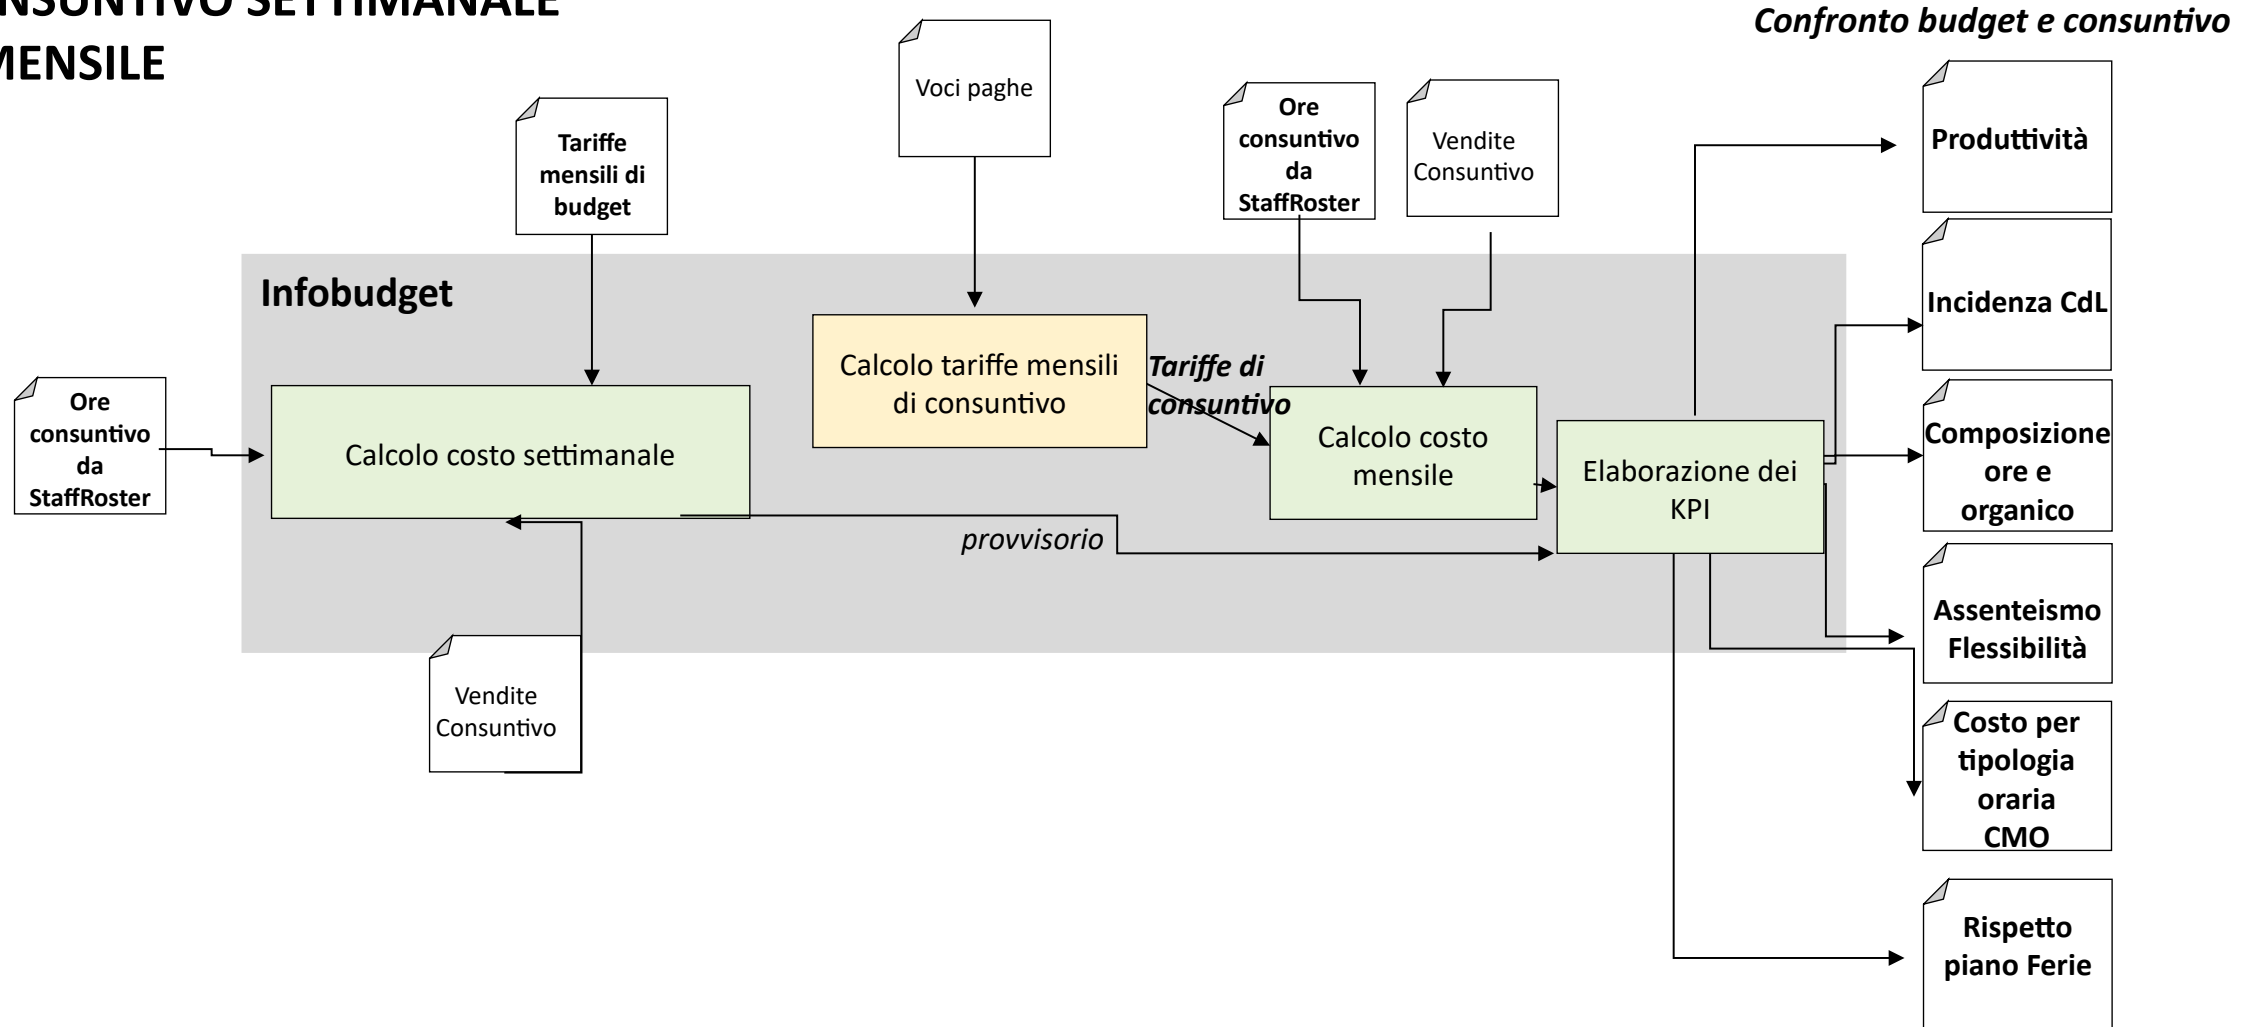 NSUNTIVO SETTIMANALE
MENSILE
Confronto budget e consuntivo
Voci paghe
Tariffe
mensili di
budget
Ore
consuntivo
da
StaffRoster
Vendite
Consuntivo
Produttività
Infobudget
Incidenza CdL
Calcolo tariffe mensili
di consuntivo
Tariffe di
consuntivo
Ore
consuntivo
da
StaffRoster
Calcolo costo settimanale
Calcolo costo
mensile
Elaborazione dei
KPI
Composizione
ore e
organico
provvisorio
Assenteismo
Flessibilità
Vendite
Consuntivo
Costo per
tipologia
oraria
CMO
Rispetto
piano Ferie